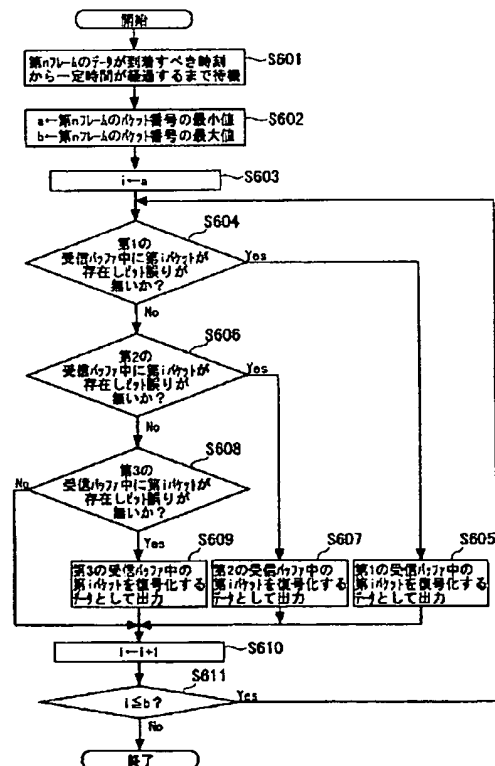 開始
第nフレームのデータが到着すべき時刻
から一定時間が経過するまで待機
S601
a←第nフレームのパケット番号の最小値
b←第nフレームのパケット番号の最大値
S602
i←a
S603
S604
第1の
受信バッファ中に第iパケットが
存在しビット誤りが
無いか?
Yes
No
S606
第2の
受信バッファ中に第iパケットが
存在しビット誤りが
無いか?
Yes
No
S608
第3の
受信バッファ中に第iパケットが
存在しビット誤りが
無いか?
No
Yes
S609
第3の受信バッファ中の
第iパケットを復号化する
データとして出力
S607
第2の受信バッファ中の
第iパケットを復号化する
データとして出力
S605
第1の受信バッファ中の
第iパケットを復号化する
データとして出力
i←i+1
S610
S611
i≦b?
Yes
No
終了